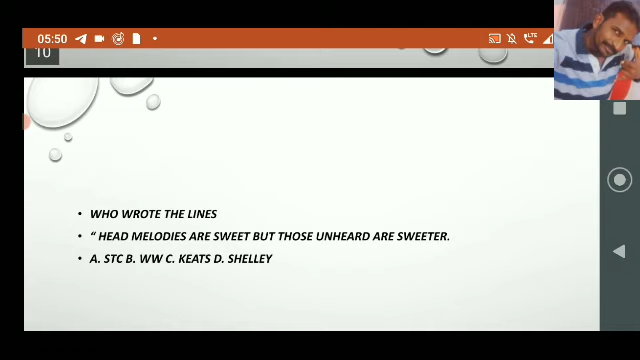 05:50
LTE
10
• WHO WROTE THE LINES
• “ HEAD MELODIES ARE SWEET BUT THOSE UNHEARD ARE SWEETER.
• A. STC B. WW C. KEATS D. SHELLEY